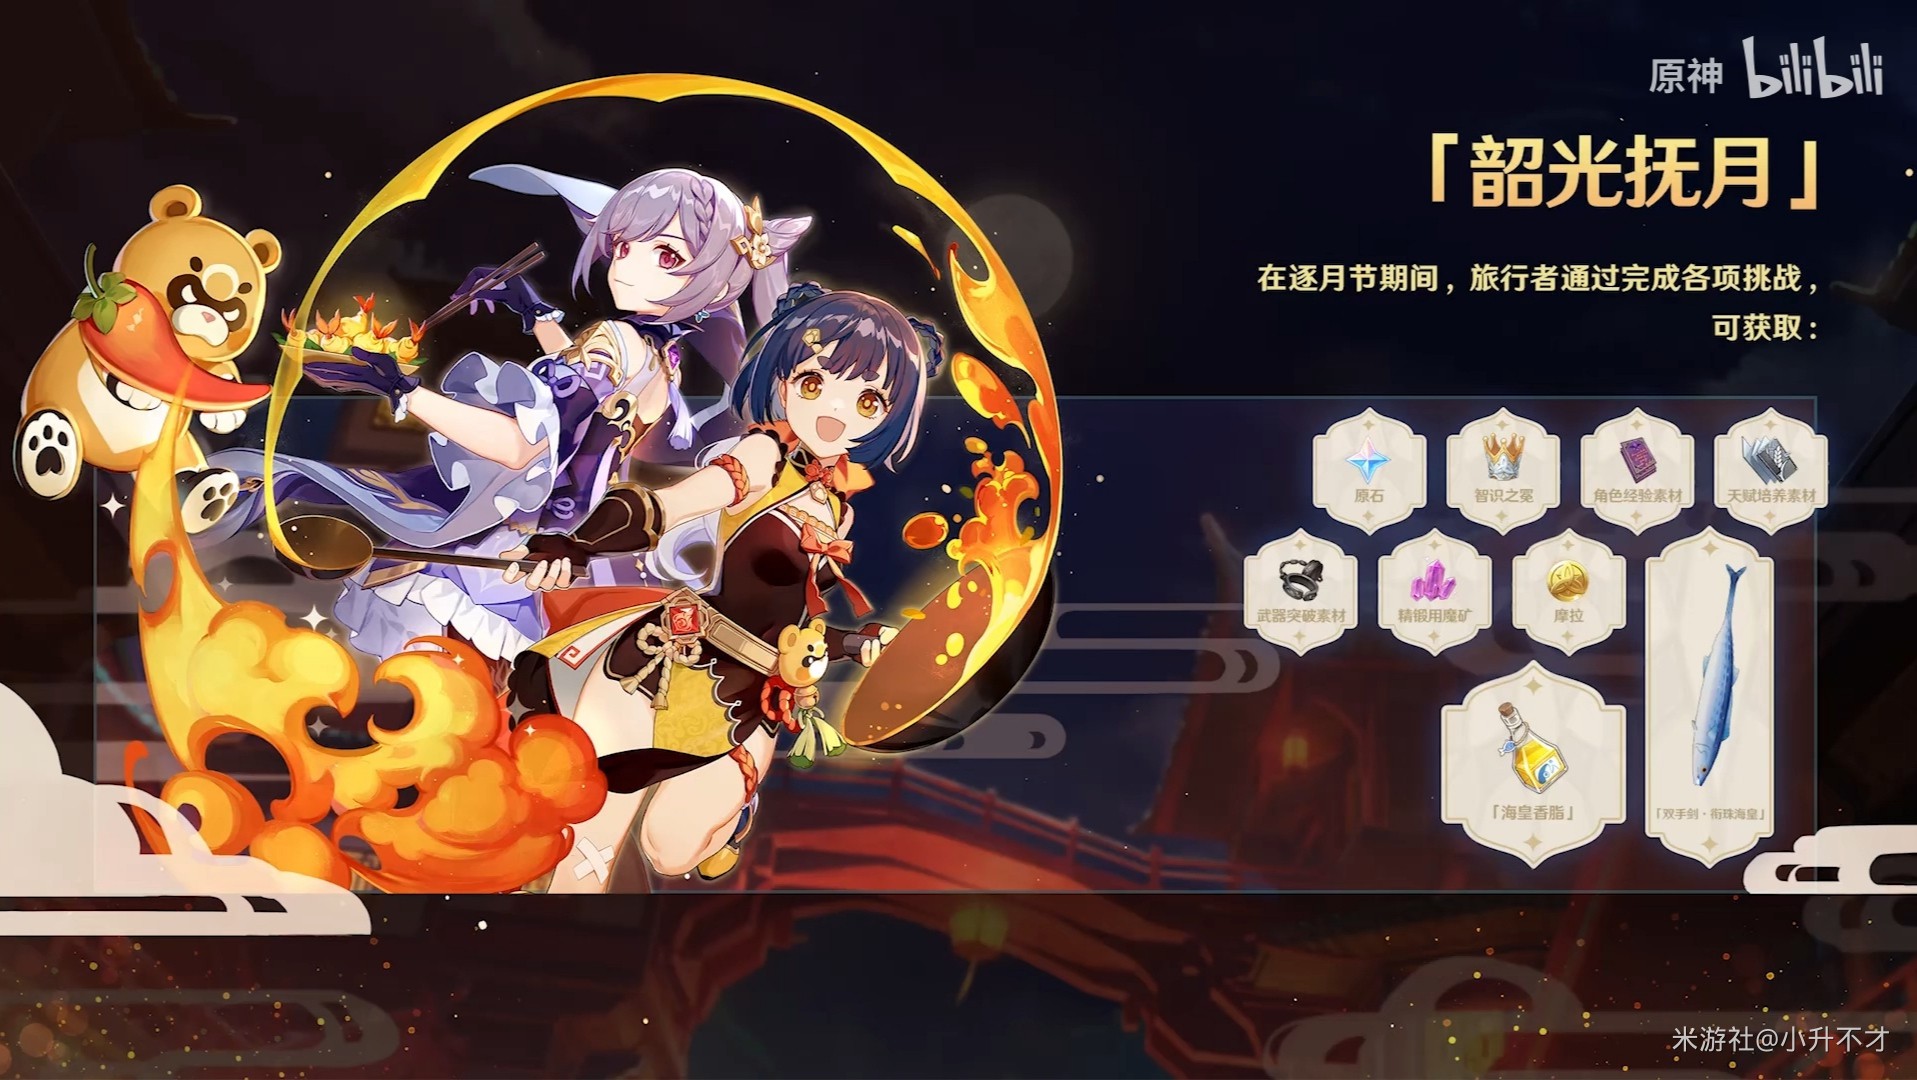 原神 bilibili
「韶光抚月」
在逐月节期间，旅行者通过完成各项挑战，
可获取：
原石
智识之冕
角色经验素材
天赋培养素材
武器突破素材
精锻用魔矿
摩拉
「海皇香脂」
「双手剑·衔珠海皇」
米游社@小升不才